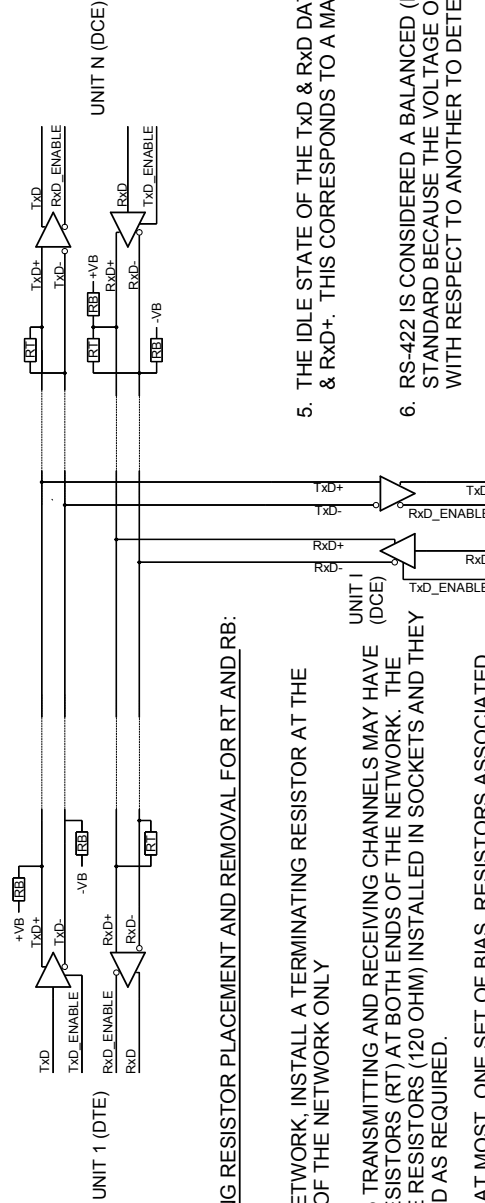 UNIT 1 (DTE)
TxD
TxD_ENABLE
RxD_ENABLE
RxD
+VB
RB
TxD+
TxD-
-VB
RB
RxD+
RxD-
RT
RT
TxD+
TxD-
TxD
RxD_ENABLE
RT
RB
+VB
RxD+
RxD-
RB
-VB
RxD
TxD_ENABLE
UNIT N (DCE)
TxD+
TxD-
RxD+
RxD-
UNIT I
(DCE)
RxD_ENABLE
TxD_ENABLE
NG RESISTOR PLACEMENT AND REMOVAL FOR RT AND RB:
ETWORK, INSTALL A TERMINATING RESISTOR AT THE
OF THE NETWORK ONLY
TRANSMITTING AND RECEIVING CHANNELS MAY HAVE
ESISTORS (RT) AT BOTH ENDS OF THE NETWORK. THE
E RESISTORS (120 OHM) INSTALLED IN SOCKETS AND THEY
D AS REQUIRED.
AT MOST, ONE SET OF BIAS RESISTORS ASSOCIATED
5. THE IDLE STATE OF THE TxD & RxD DAT
& RxD+. THIS CORRESPONDS TO A MA
6. RS-422 IS CONSIDERED A BALANCED (
STANDARD BECAUSE THE VOLTAGE O
WITH RESPECT TO ANOTHER TO DETE